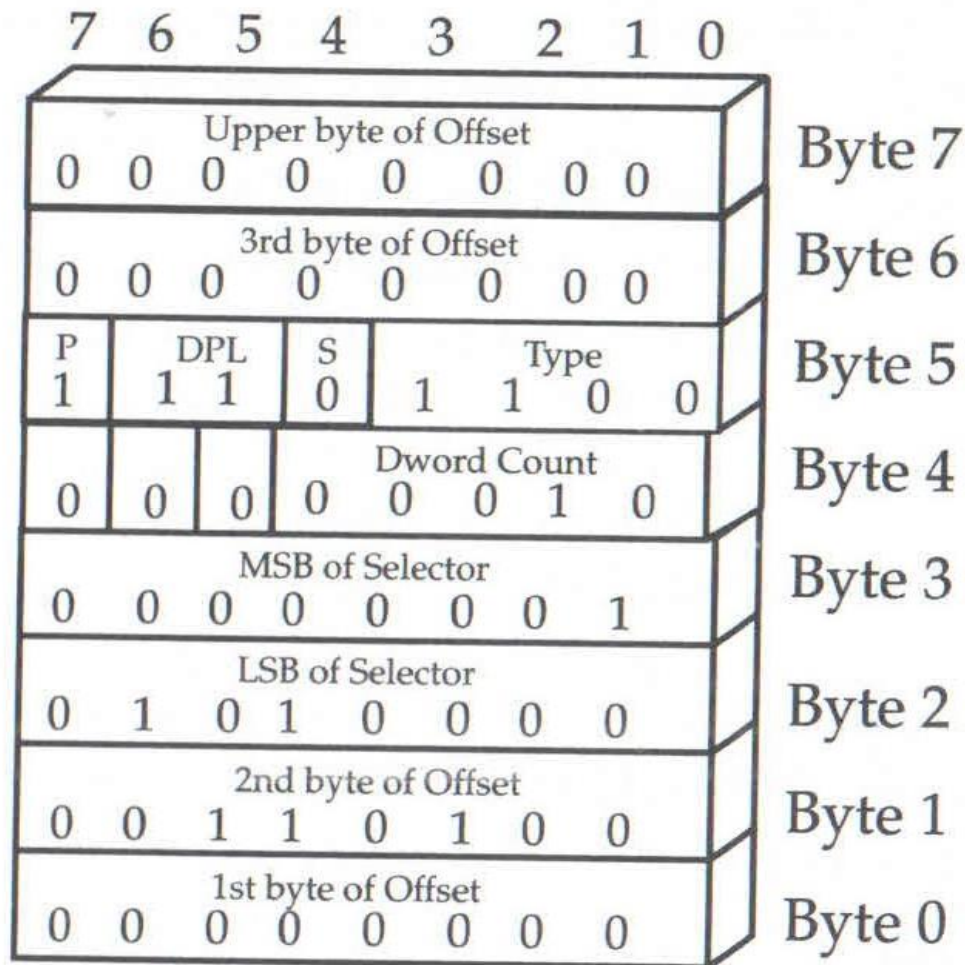 7 6 5 4 3 2 1 0
Upper byte of Offset
0 0 0 0 0 0 0 0 Byte 7
3rd byte of Offset
0 0 0 0 0 0 0 0 Byte 6
P DPL S Type
1 1 1 0 1 1 0 0 Byte 5
Dword Count
0 0 0 0 0 0 1 0 Byte 4
MSB of Selector
0 0 0 0 0 0 0 1 Byte 3
LSB of Selector
0 1 0 1 0 0 0 0 Byte 2
2nd byte of Offset
0 0 1 1 0 1 0 0 Byte 1
1st byte of Offset
0 0 0 0 0 0 0 0 Byte 0